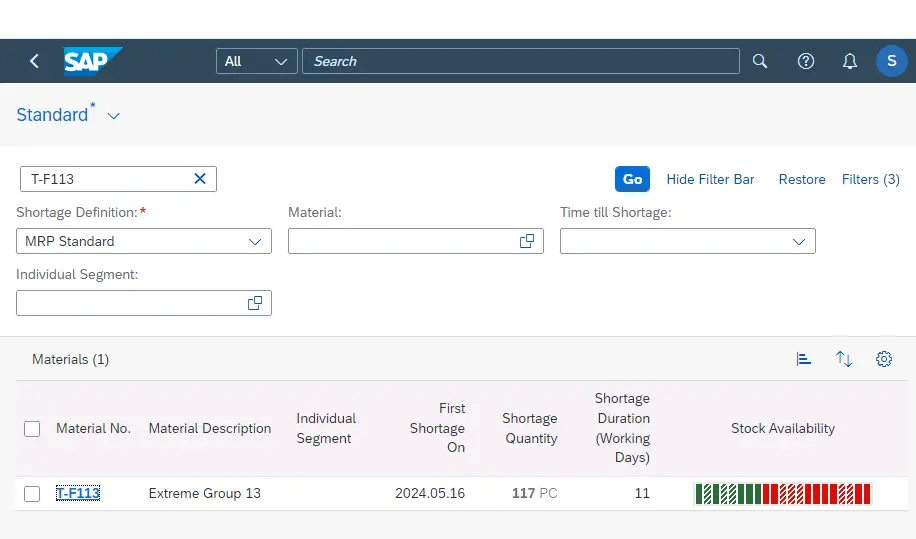 SAP All Search S
Standard*
T-F113 Go Hide Filter Bar Restore Filters (3)
Shortage Definition:* Material: Time till Shortage:
MRP Standard
Individual Segment:
Materials (1)
Material No. Material Description Individual Segment First Shortage On Shortage Quantity Shortage Duration (Working Days) Stock Availability
T-F113 Extreme Group 13 2024.05.16 117 PC 11